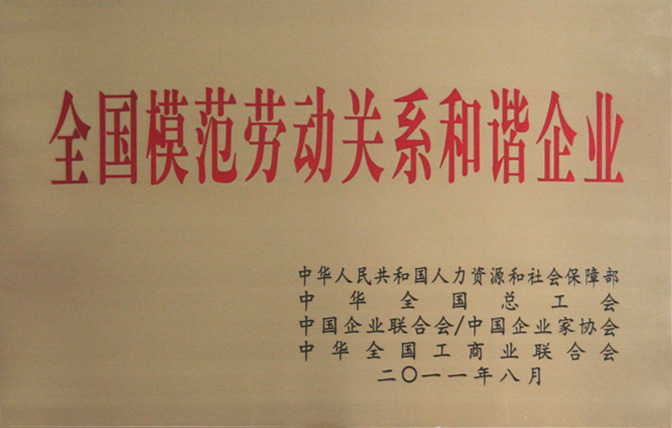 全国模范劳动关系和谐企业
中华人民共和国人力资源和社会保障部
中华全国总工会
中国企业联合会/中国企业家协会
中华全国工商业联合会
二〇一一年八月